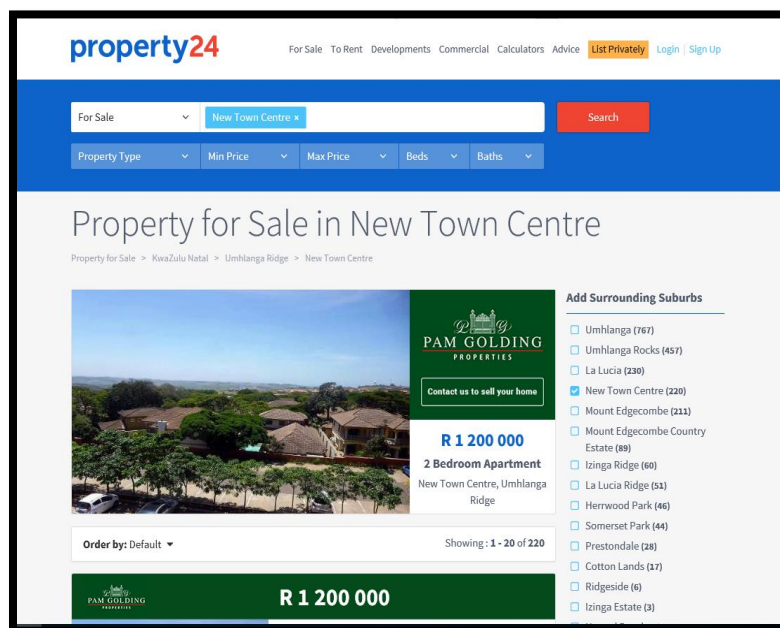 property24
For Sale To Rent Developments Commercial Calculators Advice List Privately Login | Sign Up
For Sale
New Town Centre x
Search
Property Type Min Price Max Price Beds Baths
Property for Sale in New Town Centre
Property for Sale > KwaZulu Natal > Umhlanga Ridge > New Town Centre
PG
PAM GOLDING
PROPERTIES
Contact us to sell your home
R 1 200 000
2 Bedroom Apartment
New Town Centre, Umhlanga
Ridge
Order by: Default
Showing : 1 - 20 of 220
PAM GOLDING
PROPERTIES
R 1 200 000
Add Surrounding Suburbs
Umhlanga (767)
Umhlanga Rocks (457)
La Lucia (230)
New Town Centre (220)
Mount Edgecombe (211)
Mount Edgecombe Country
Estate (89)
Izinga Ridge (60)
La Lucia Ridge (51)
Herrwood Park (46)
Somerset Park (44)
Prestondale (28)
Cotton Lands (17)
Ridgeside (6)
Izinga Estate (3)